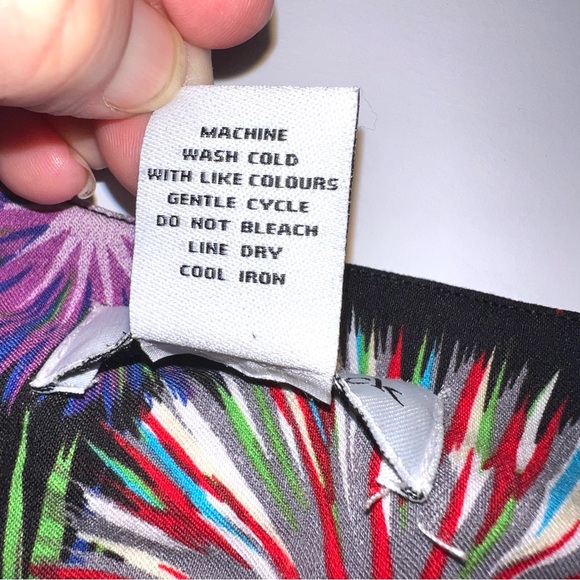 MACHINE
WASH COLD
WITH LIKE COLOURS
GENTLE CYCLE
DO NOT BLEACH
LINE DRY
COOL IRON